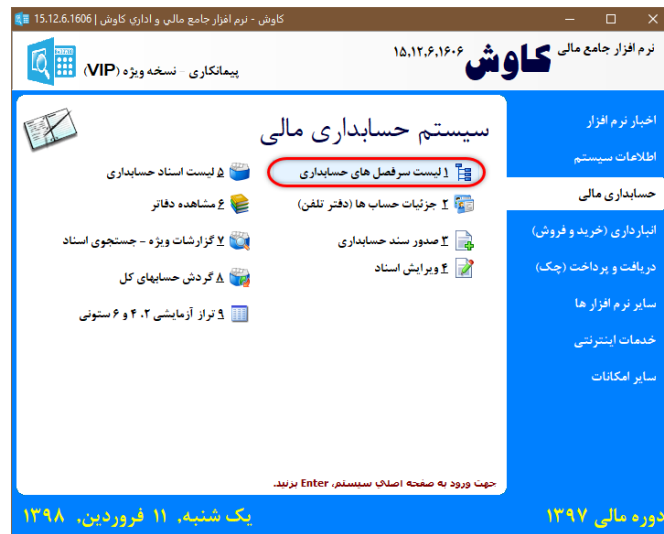 کاوش - نرم افزار جامع مالي و اداري کاوش | 15.12.6.1606
نرم افزار جامع مالی کاوش ۱۵,۱۲,۶,۱۶۰۶
پیمانکاری - نسخه ویژه (VIP)
اخبار نرم افزار
اطلاعات سیستم
حسابداری مالی
انبارداری (خرید و فروش)
دریافت و پرداخت (چک)
سایر نرم افزار ها
خدمات اینترنتی
سایر امکانات
سیستم حسابداری مالی
۱ لیست سرفصل های حسابداری
۲ جزئیات حساب ها (دفتر تلفن)
۳ صدور سند حسابداری
۴ ویرایش اسناد
۵ لیست اسناد حسابداری
۶ مشاهده دفاتر
۷ گزارشات ویژه - جستجوی اسناد
۸ گردش حسابهای کل
۹ تراز آزمایشی ۲، ۴ و ۶ ستونی
جهت ورود به صفحه اصلي سیستم، Enter بزنید.
دوره مالی ۱۳۹۷
یک شنبه, ۱۱ فروردین, ۱۳۹۸